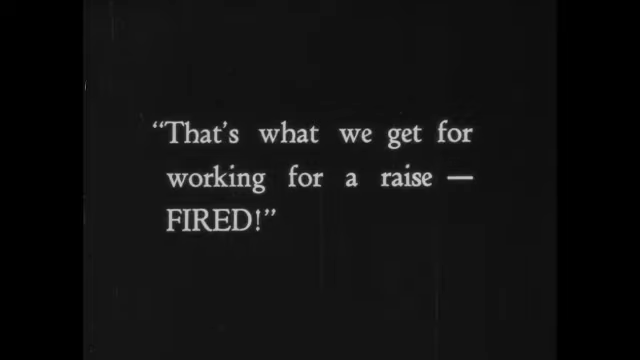 “That’s what we get for
working for a raise —
FIRED!”